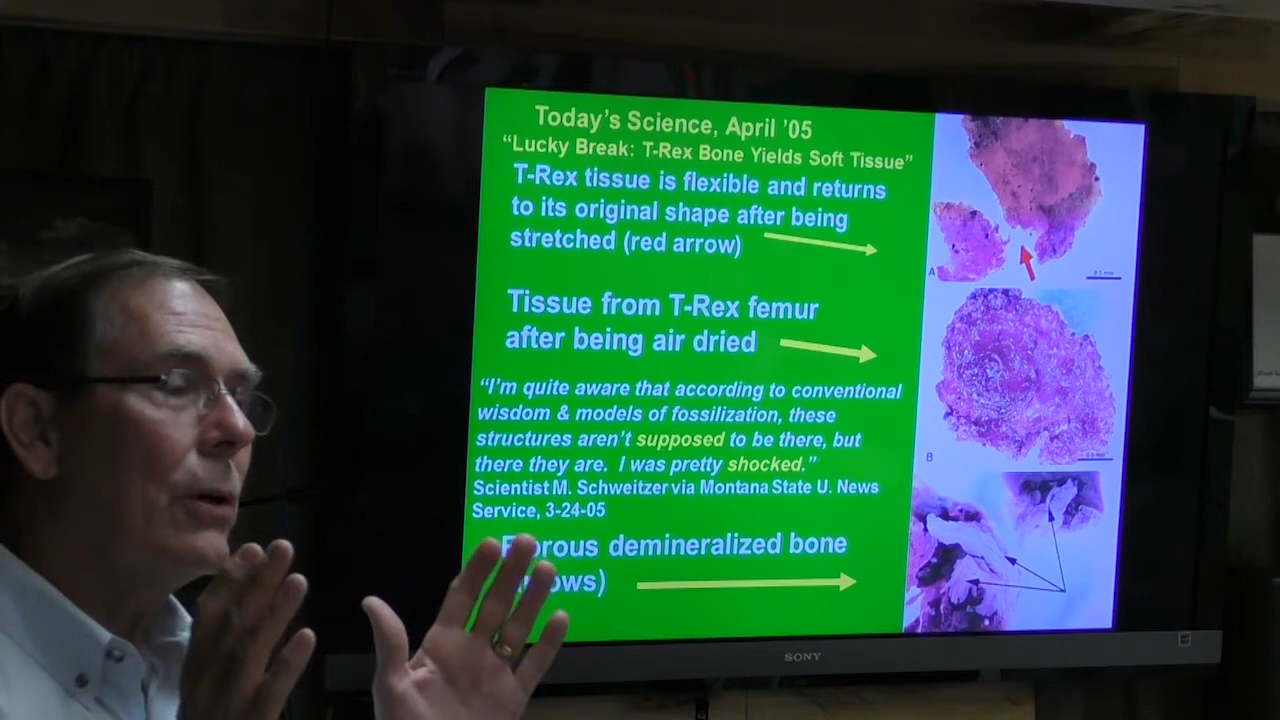 Today's Science, April '05
“Lucky Break: T-Rex Bone Yields Soft Tissue”
T-Rex tissue is flexible and returns
to its original shape after being
stretched (red arrow)
Tissue from T-Rex femur
after being air dried
“I'm quite aware that according to conventional
wisdom & models of fossilization, these
structures aren't supposed to be there, but
there they are. I was pretty shocked.”
Scientist M. Schweitzer via Montana State U. News
Service, 3-24-05
demineralized bone
A
B
SONY